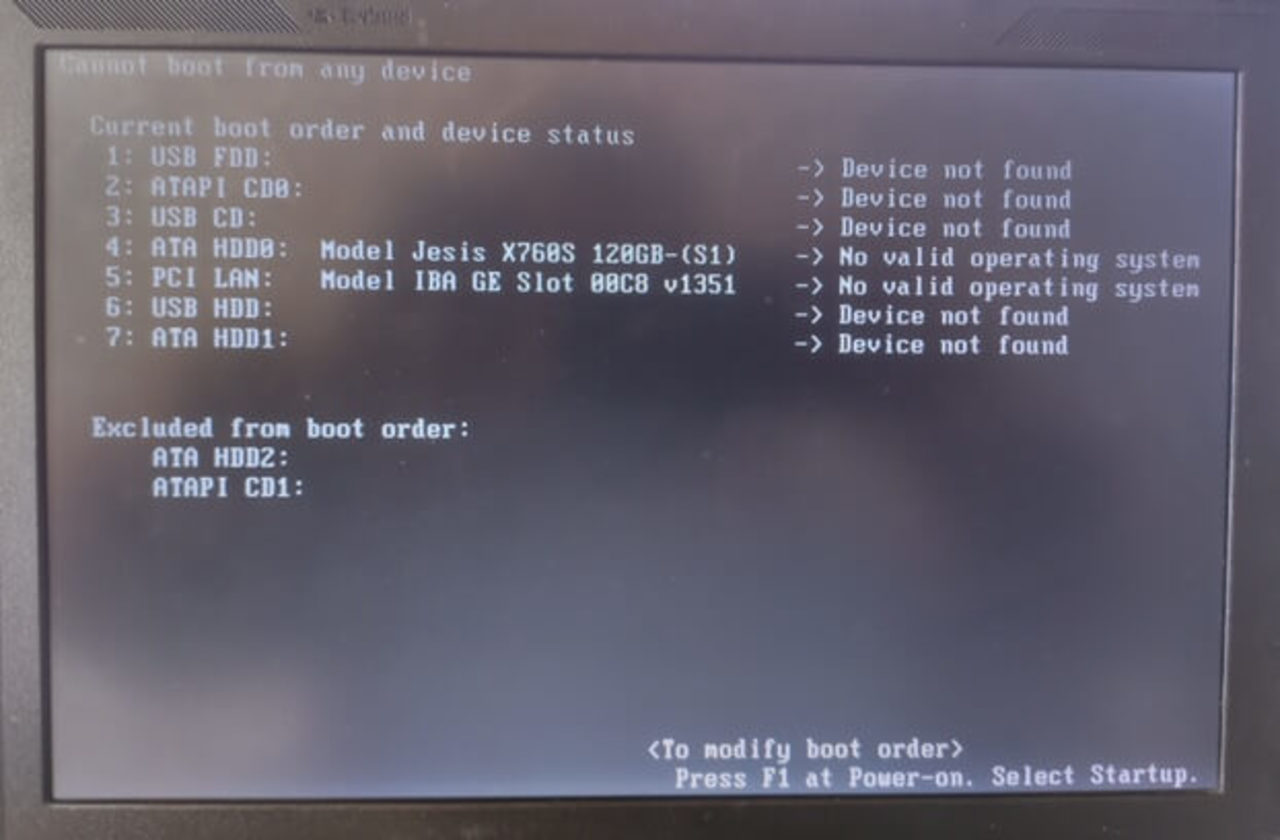 Cannot boot from any device
Current boot order and device status
1: USB FDD: -> Device not found
2: ATAPI CD0: -> Device not found
3: USB CD: -> Device not found
4: ATA HDD0: Model Jesis X760S 120GB-(S1) -> No valid operating system
5: PCI LAN: Model IBA GE Slot 00C8 v1351 -> No valid operating system
6: USB HDD: -> Device not found
7: ATA HDD1: -> Device not found
Excluded from boot order:
ATA HDD2:
ATAPI CD1:
<To modify boot order>
Press F1 at Power-on. Select Startup.